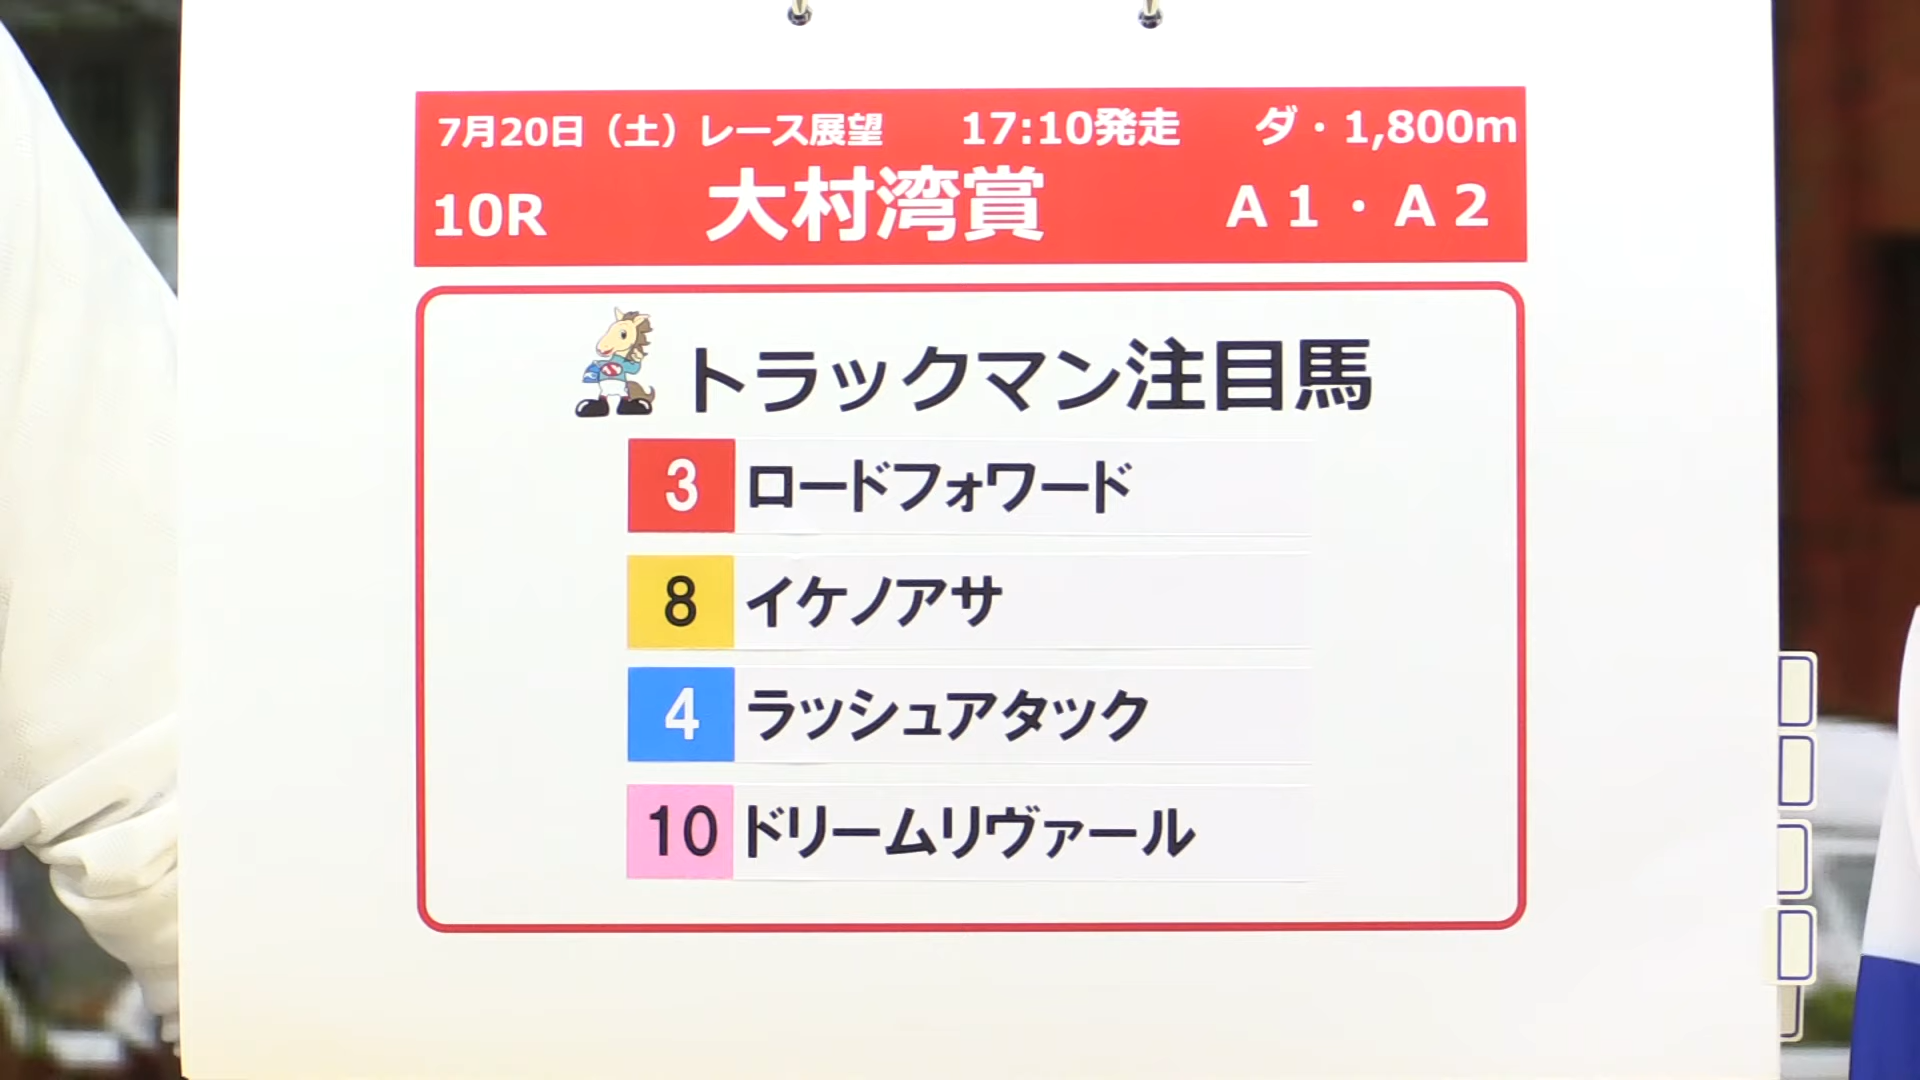 7月20日（土）レース展望 17:10発走 ダ・1,800m
10R 大村湾賞 A1・A2
トラックマン注目馬
3 ロードフォワード
8 イケノアサ
4 ラッシュアタック
10 ドリームリヴァール